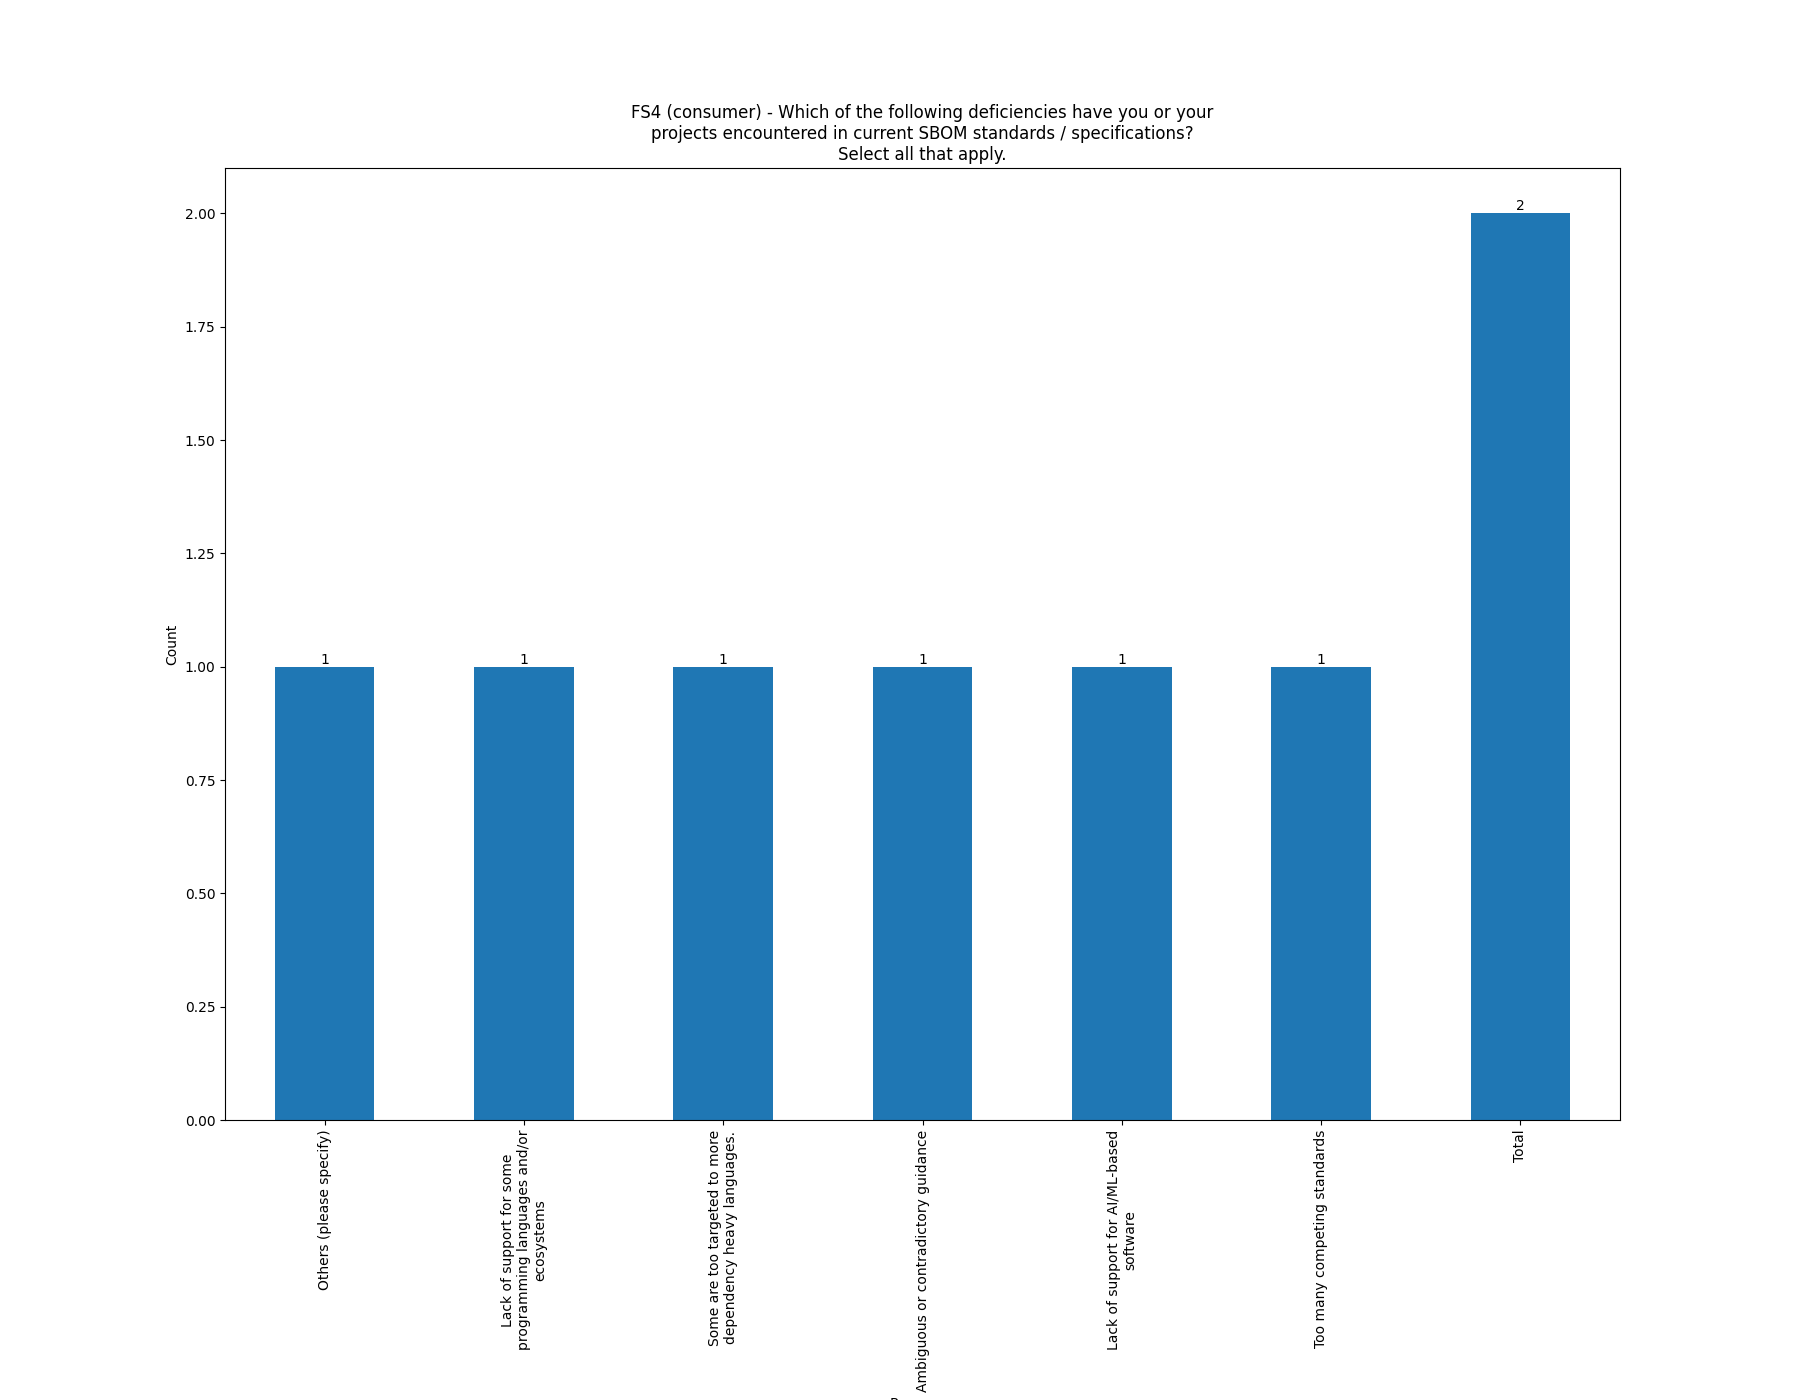 FS4 (consumer) - Which of the following deficiencies have you or your
projects encountered in current SBOM standards / specifications?
Select all that apply.
2.00
1.75
1.50
1.25
1.00
0.75
0.50
0.25
0.00
Count
1
1
1
1
1
1
2
Others (please specify)
Lack of support for some
programming languages and/or
ecosystems
Some are too targeted to more
dependency heavy languages.
Ambiguous or contradictory guidance
Lack of support for AI/ML-based
software
Too many competing standards
Total